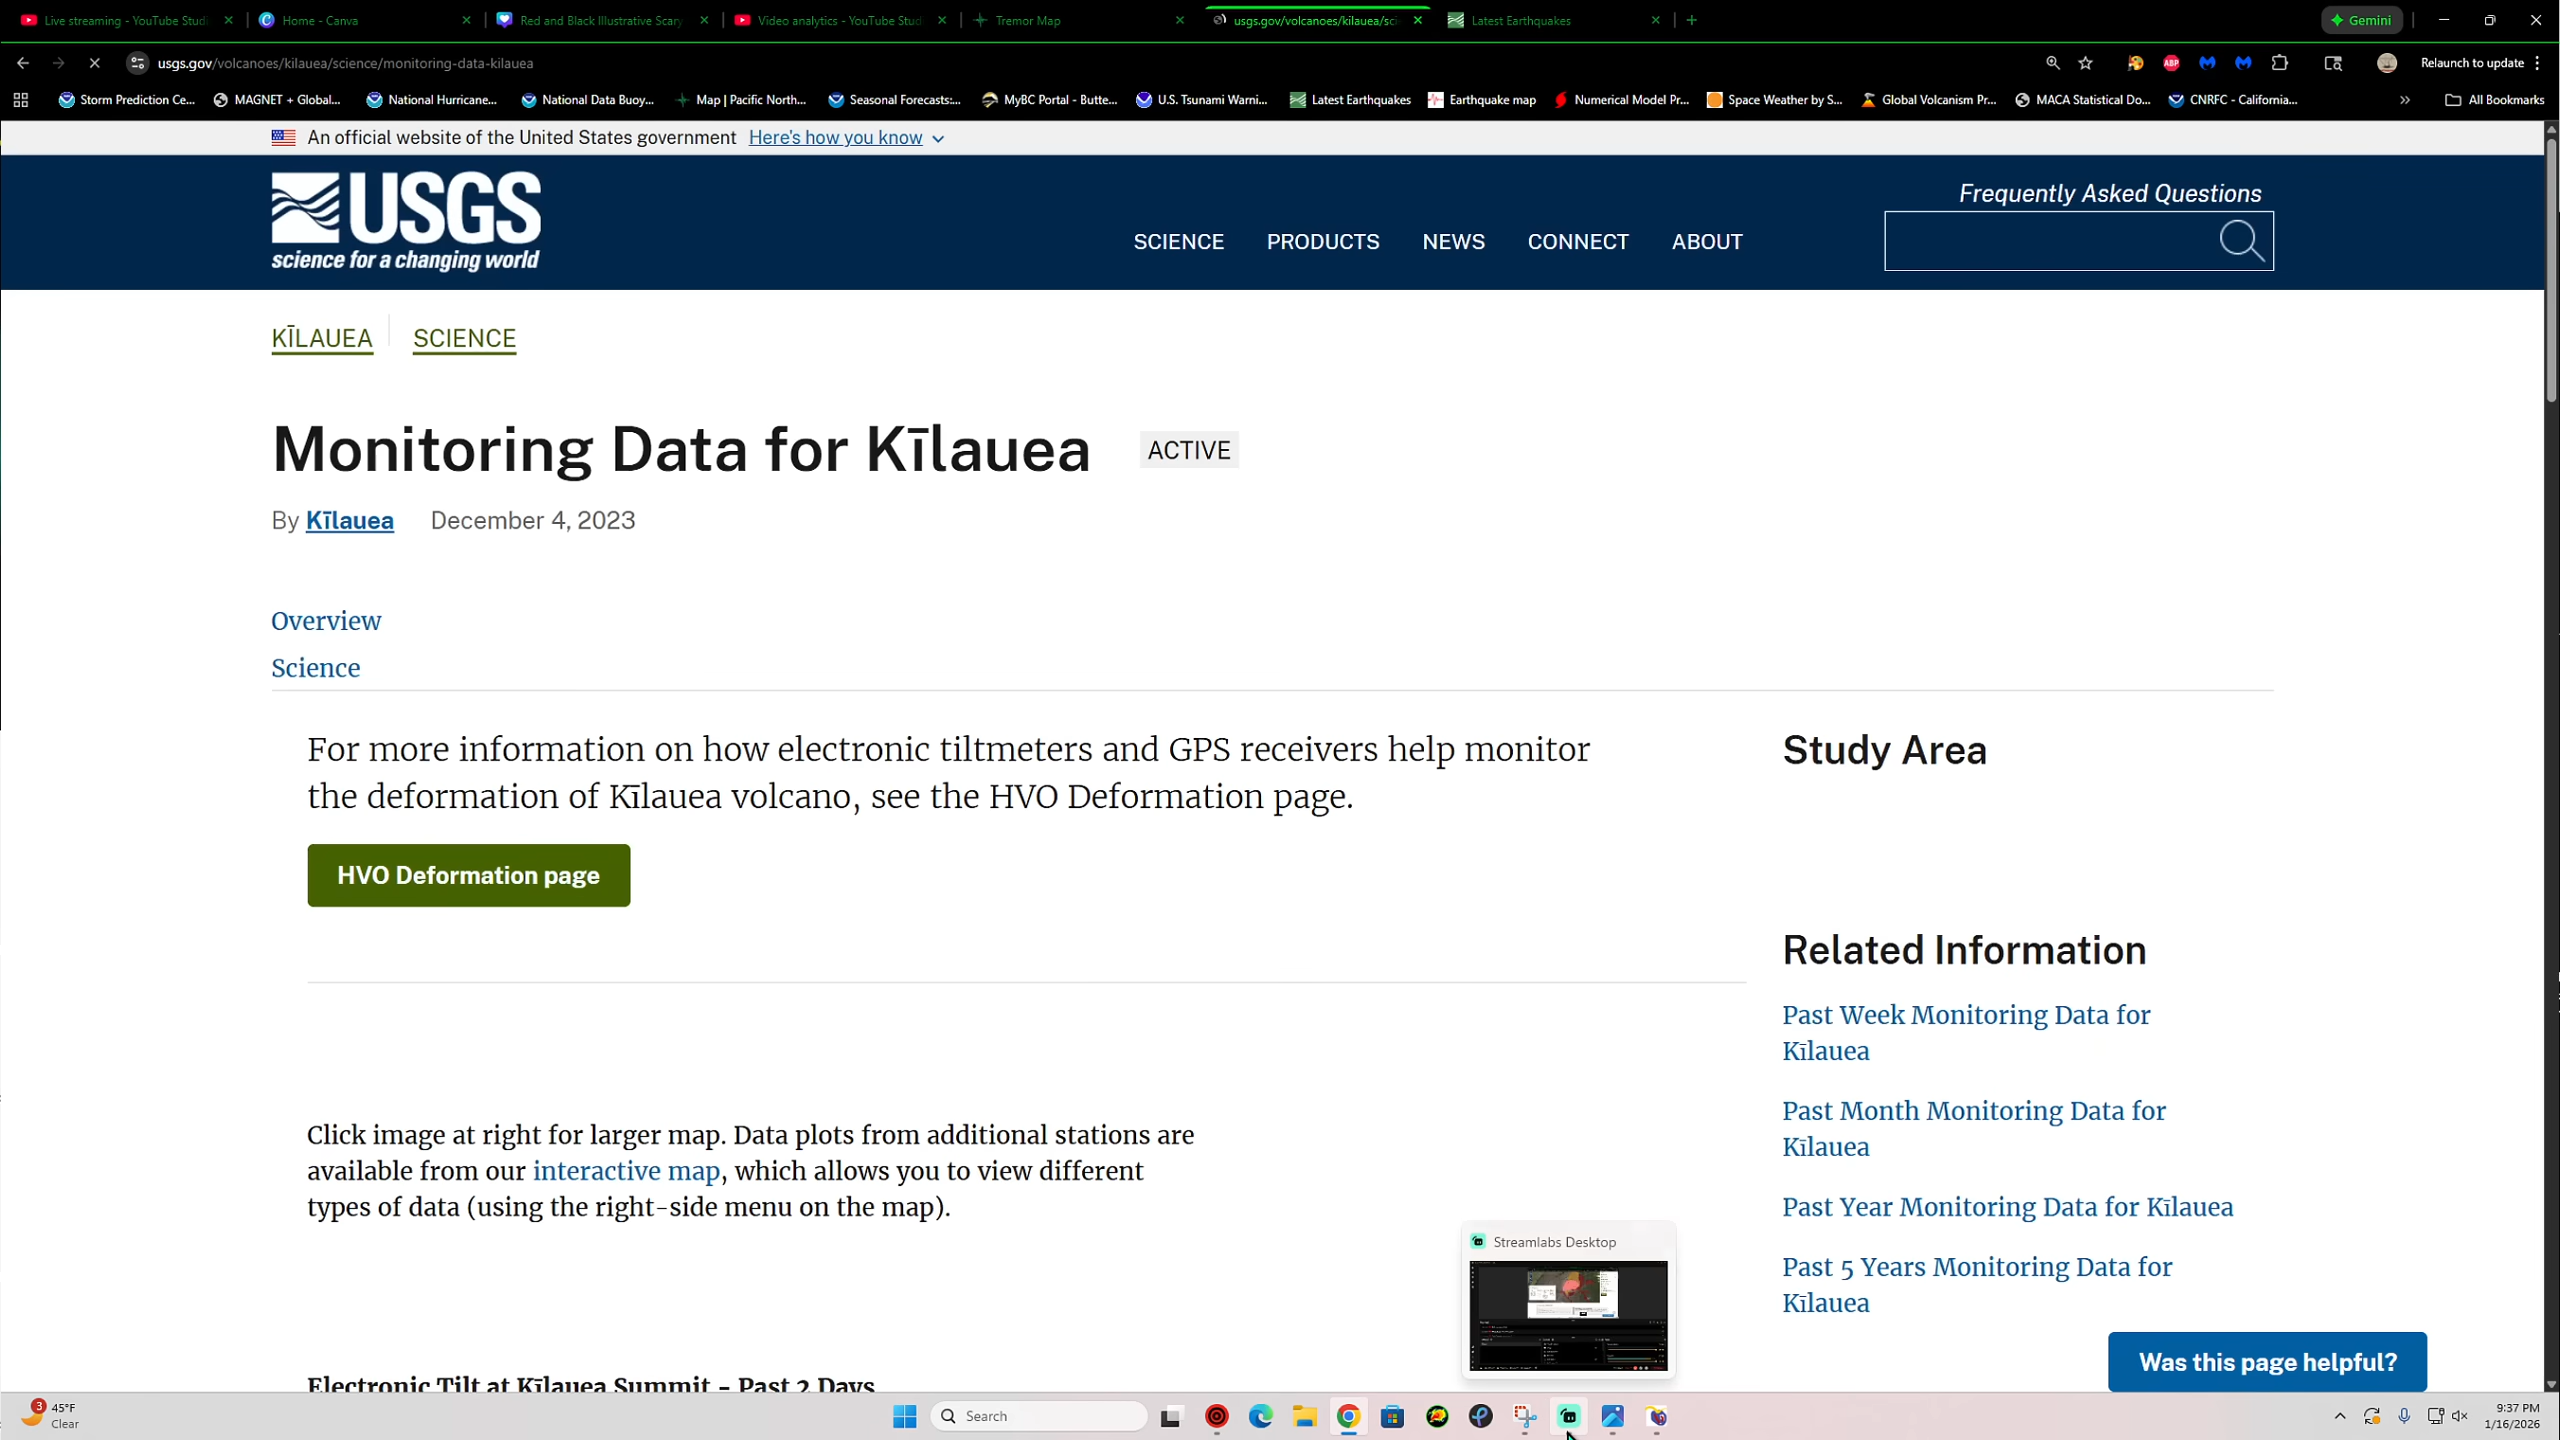 Live streaming - YouTube Studi
Home - Canva
Red and Black Illustrative Scary
Video analytics - YouTube Stud
Tremor Map
usgs.gov/volcanoes/kilauea/sci
Latest Earthquakes
Gemini
usgs.gov/volcanoes/kilauea/science/monitoring-data-kilauea
ABP
Relaunch to update
Storm Prediction Ce...
MAGNET + Global...
National Hurricane...
National Data Buoy...
Map | Pacific North...
Seasonal Forecasts:...
MyBC Portal - Butte...
U.S. Tsunami Warni...
Latest Earthquakes
Earthquake map
Numerical Model Pr...
Space Weather by S...
Global Volcanism Pr...
MACA Statistical Do...
CNRFC - California...
All Bookmarks
An official website of the United States government Here's how you know
USGS
science for a changing world
SCIENCE
PRODUCTS
NEWS
CONNECT
ABOUT
Frequently Asked Questions
KĪLAUEA
SCIENCE
Monitoring Data for Kīlauea
ACTIVE
By Kīlauea December 4, 2023
Overview
Science
For more information on how electronic tiltmeters and GPS receivers help monitor
the deformation of Kīlauea volcano, see the HVO Deformation page.
HVO Deformation page
Click image at right for larger map. Data plots from additional stations are
available from our interactive map, which allows you to view different
types of data (using the right-side menu on the map).
Electronic Tilt at Kīlauea Summit - Past 2 Days
Study Area
Related Information
Past Week Monitoring Data for
Kīlauea
Past Month Monitoring Data for
Kīlauea
Past Year Monitoring Data for Kīlauea
Past 5 Years Monitoring Data for
Kīlauea
Was this page helpful?
Streamlabs Desktop
3
45°F
Clear
Search
9:37 PM
1/16/2026